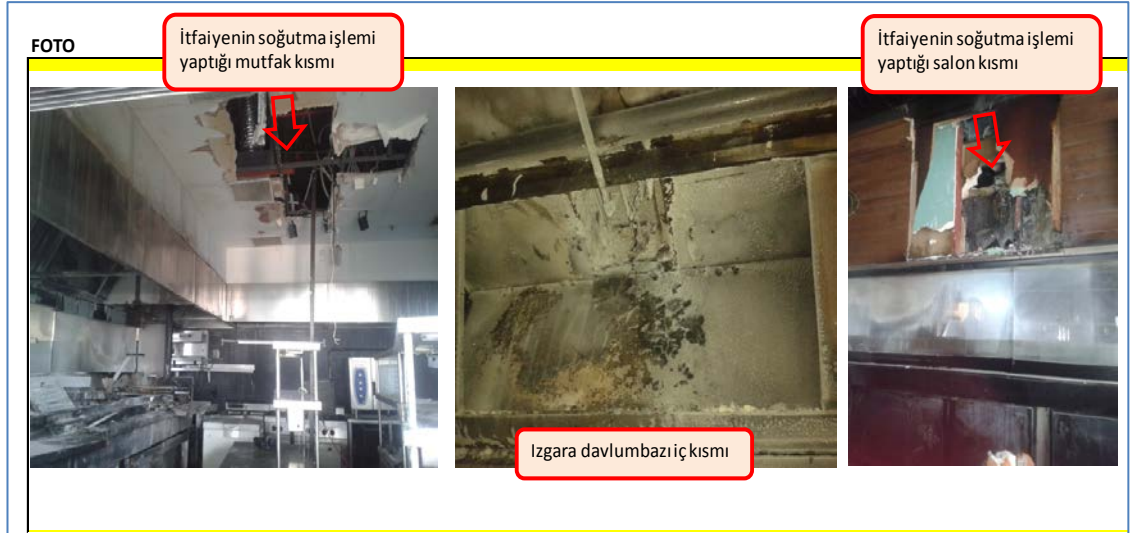 FOTO
İtfaiyenin soğutma işlemi
yaptığı mutfak kısmı
İtfaiyenin soğutma işlemi
yaptığı salon kısmı
Izgara davlumbazı iç kısmı